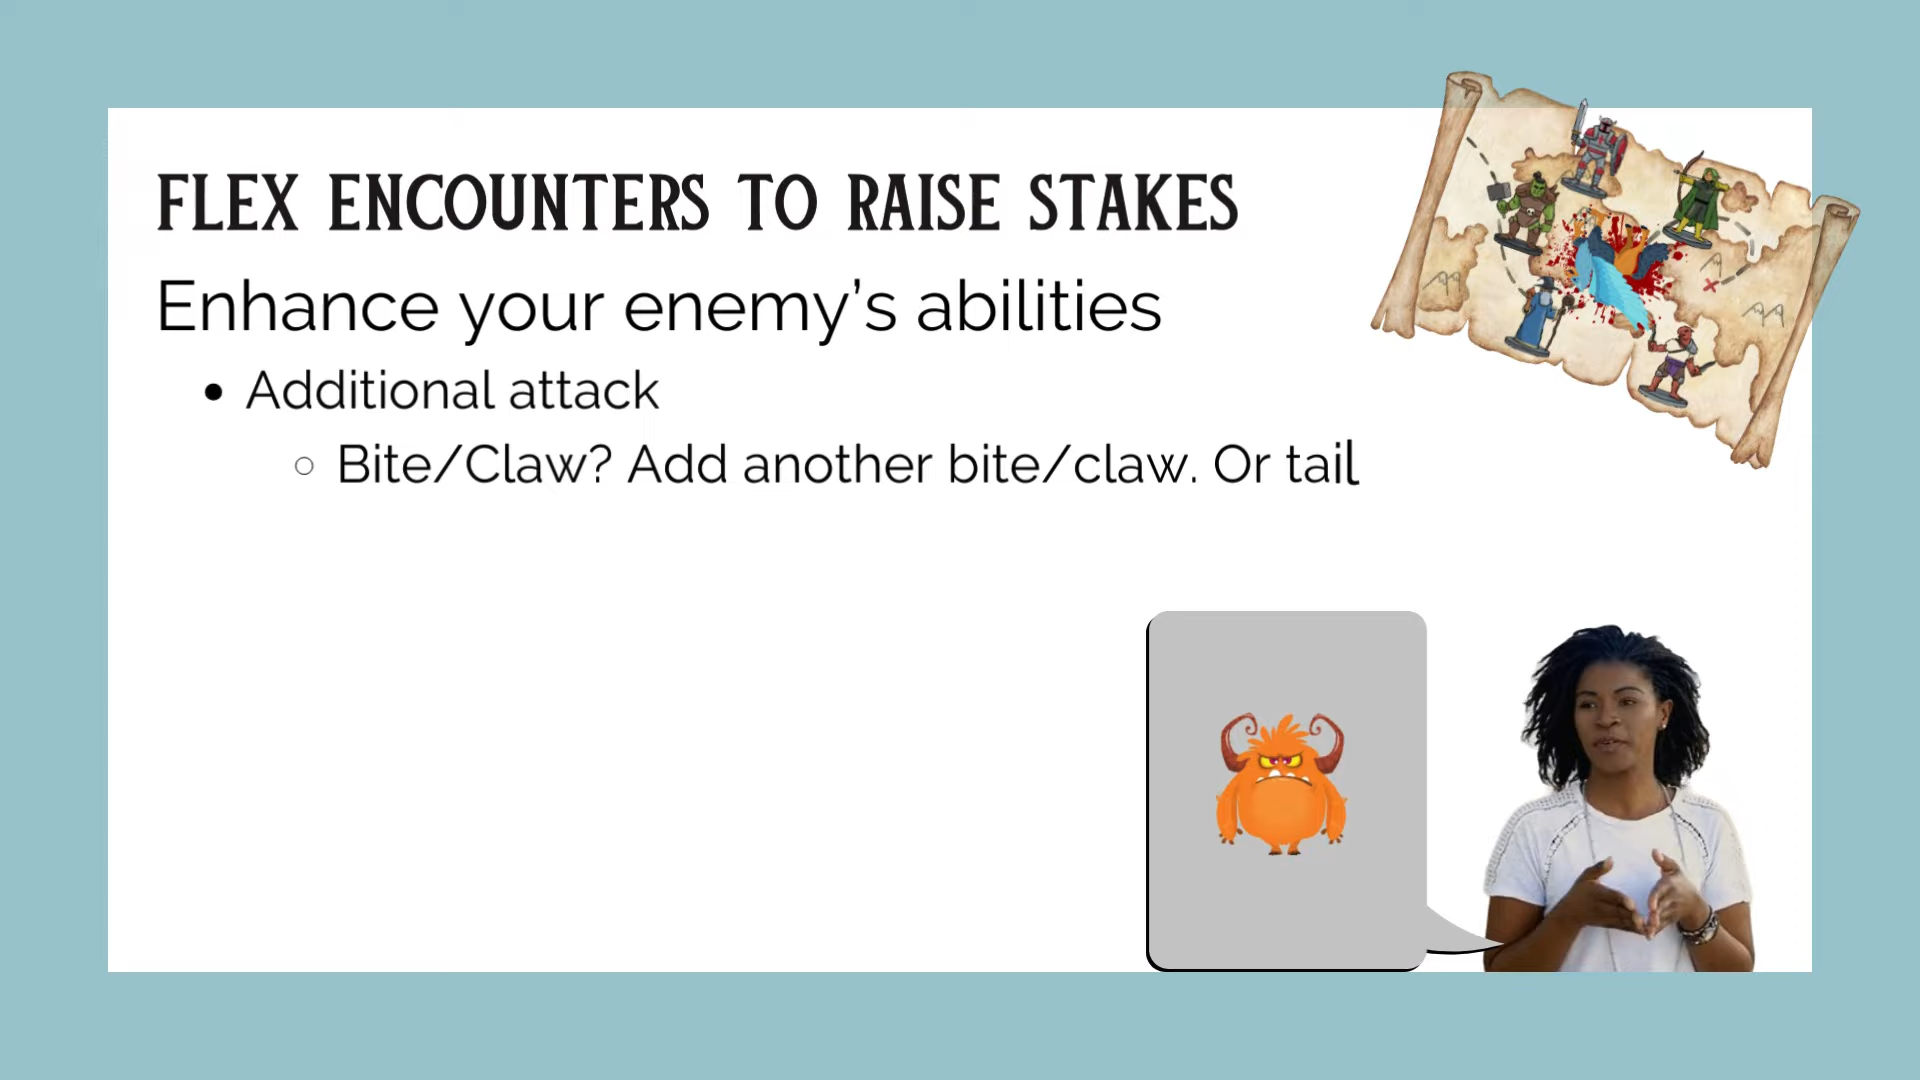 FLEX ENCOUNTERS TO RAISE STAKES
Enhance your enemy’s abilities
Additional attack
Bite/Claw? Add another bite/claw. Or tail